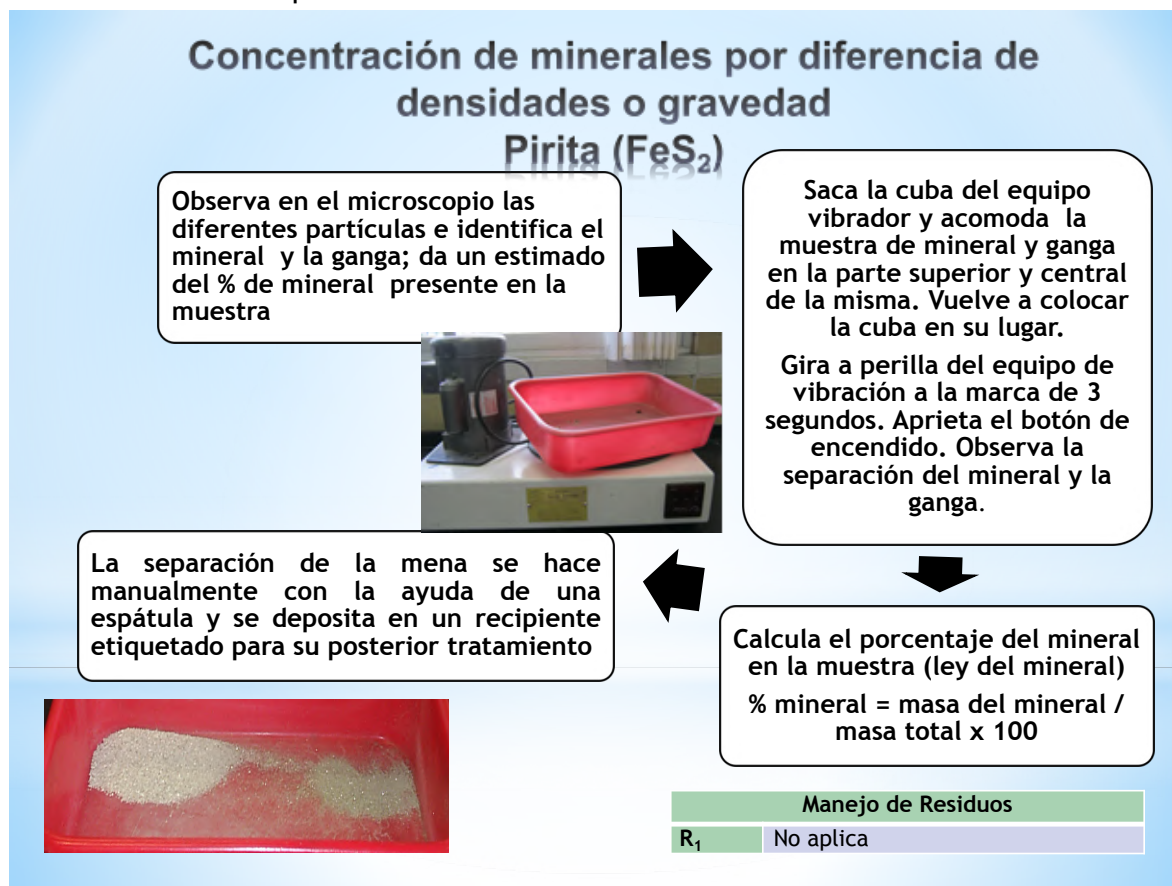 Concentración de minerales por diferencia de
densidades o gravedad
Pirita (FeS₂)
Observa en el microscopio las
diferentes partículas e identifica el
mineral y la ganga; da un estimado
del % de mineral presente en la
muestra
Saca la cuba del equipo
vibrador y acomoda la
muestra de mineral y ganga
en la parte superior y central
de la misma. Vuelve a colocar
la cuba en su lugar.
Gira a perilla del equipo de
vibración a la marca de 3
segundos. Aprieta el botón de
encendido. Observa la
separación del mineral y la
ganga.
La separación de la mena se hace
manualmente con la ayuda de una
espátula y se deposita en un recipiente
etiquetado para su posterior tratamiento
Calcula el porcentaje del mineral
en la muestra (ley del mineral)
% mineral = masa del mineral /
masa total x 100
Manejo de Residuos
R₁ No aplica